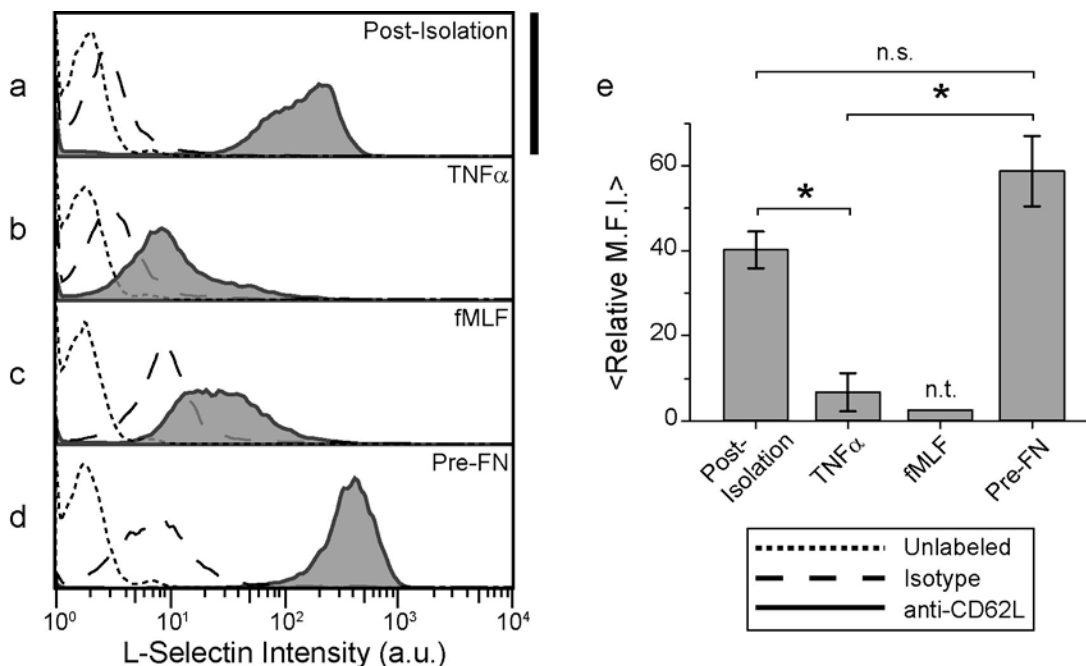 a
Post-Isolation
b
TNFα
c
fMLF
d
Pre-FN
10⁰ 10¹ 10² 10³ 10⁴
L-Selectin Intensity (a.u.)
e
n.s.
*
*
60
40
20
0
<Relative M.F.I.>
n.t.
Post-
Isolation
TNFα
fMLF
Pre-FN
Unlabeled
Isotype
anti-CD62L